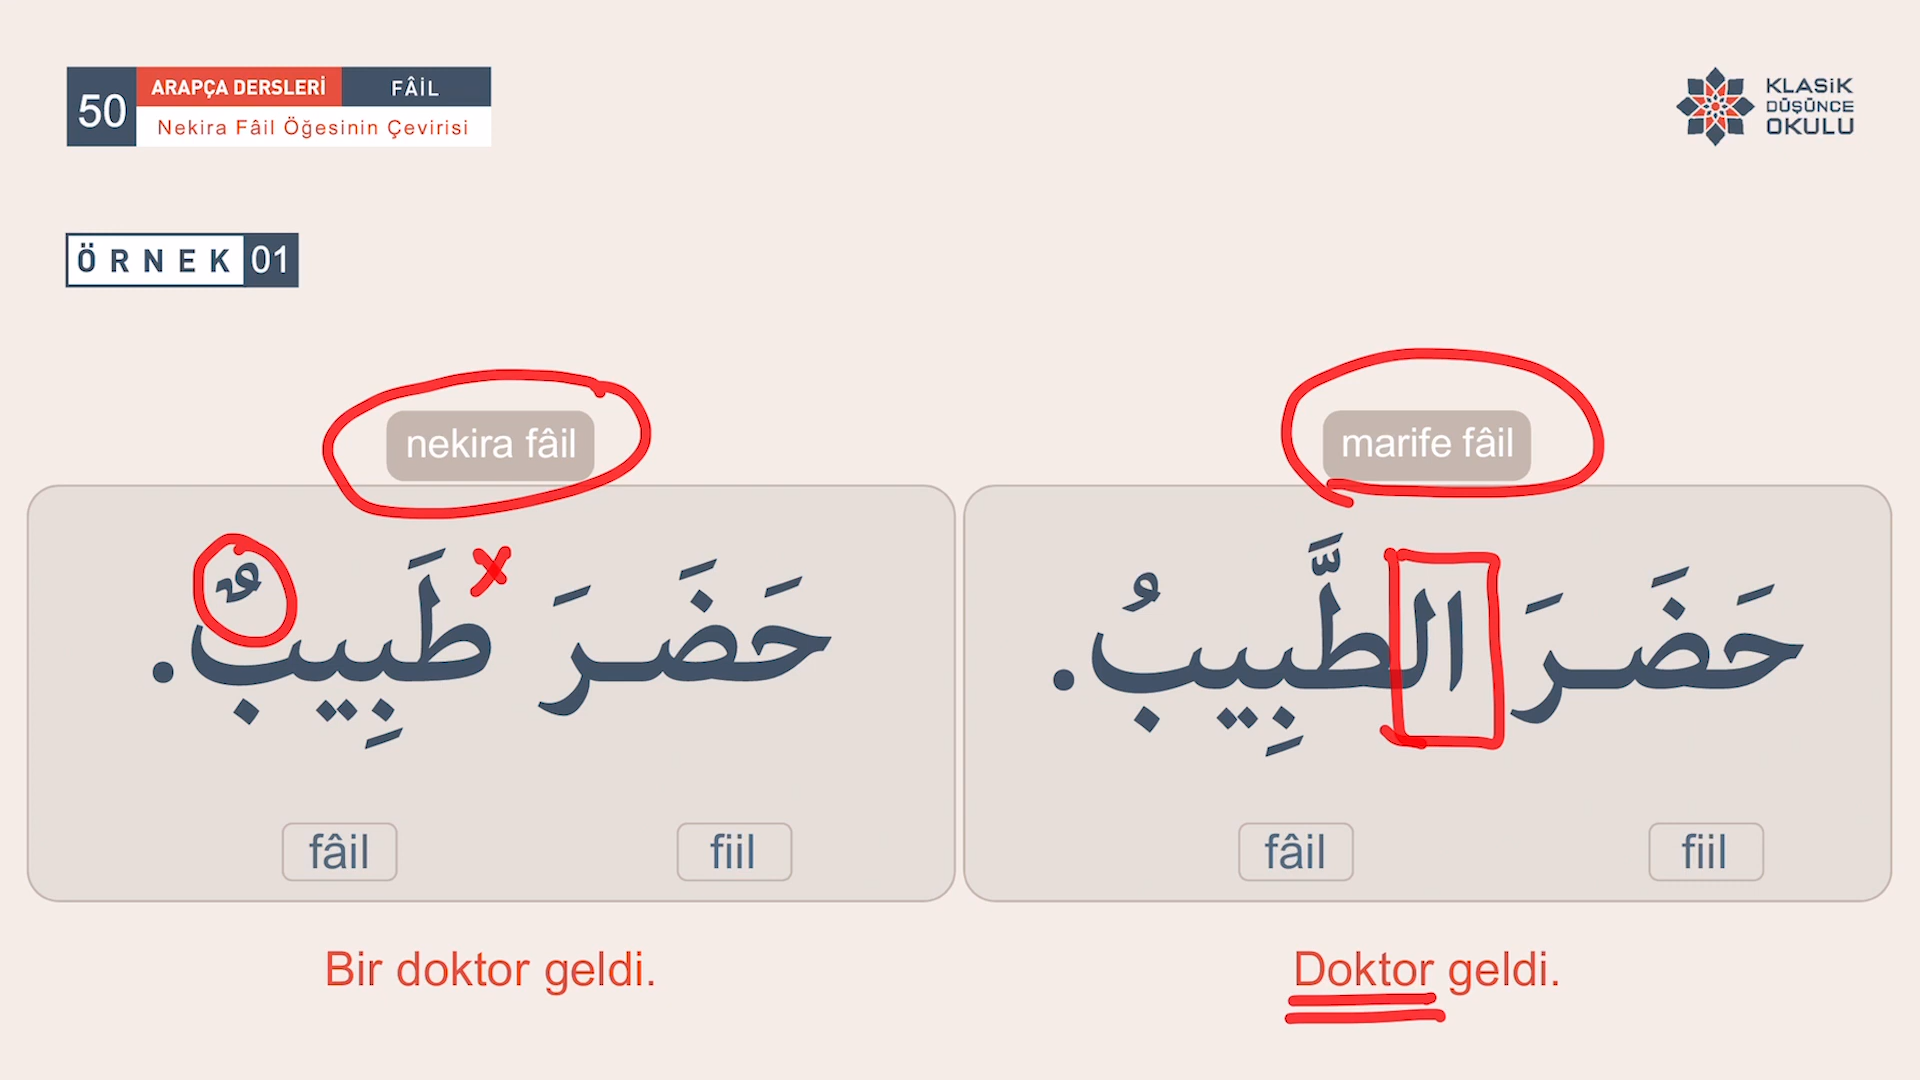 50
ARAPÇA DERSLERİ
FÂİL
Nekira Fâil Öğesinin Çevirisi
KLASİK
DÜŞÜNCE
OKULU
ÖRNEK 01
nekira fâil
حَضَرَ طَبِيبٌ.
fâil
fiil
Bir doktor geldi.
marife fâil
حَضَرَ الطَّبِيبُ.
fâil
fiil
Doktor geldi.